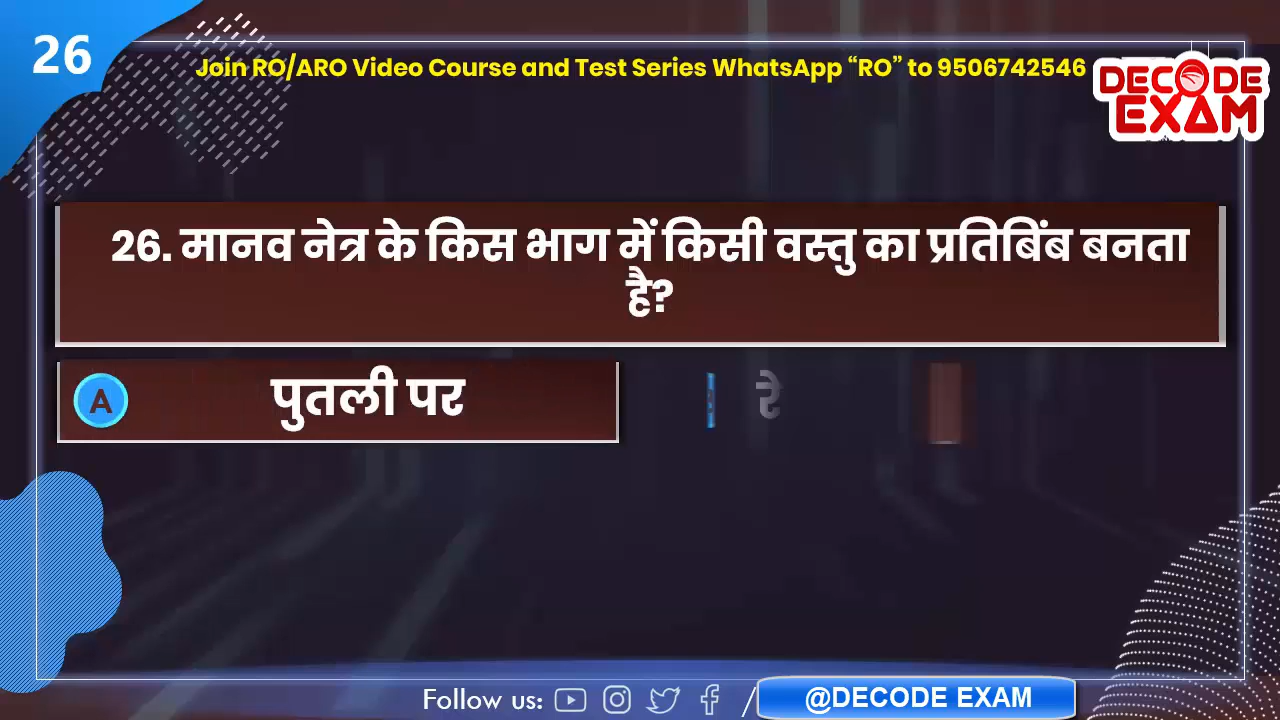 26
Join RO/ARO Video Course and Test Series WhatsApp “RO” to 9506742546
DECODE
EXAM
26. मानव नेत्र के किस भाग में किसी वस्तु का प्रतिबिंब बनता
है?
A पुतली पर
रे
Follow us: / @DECODE EXAM